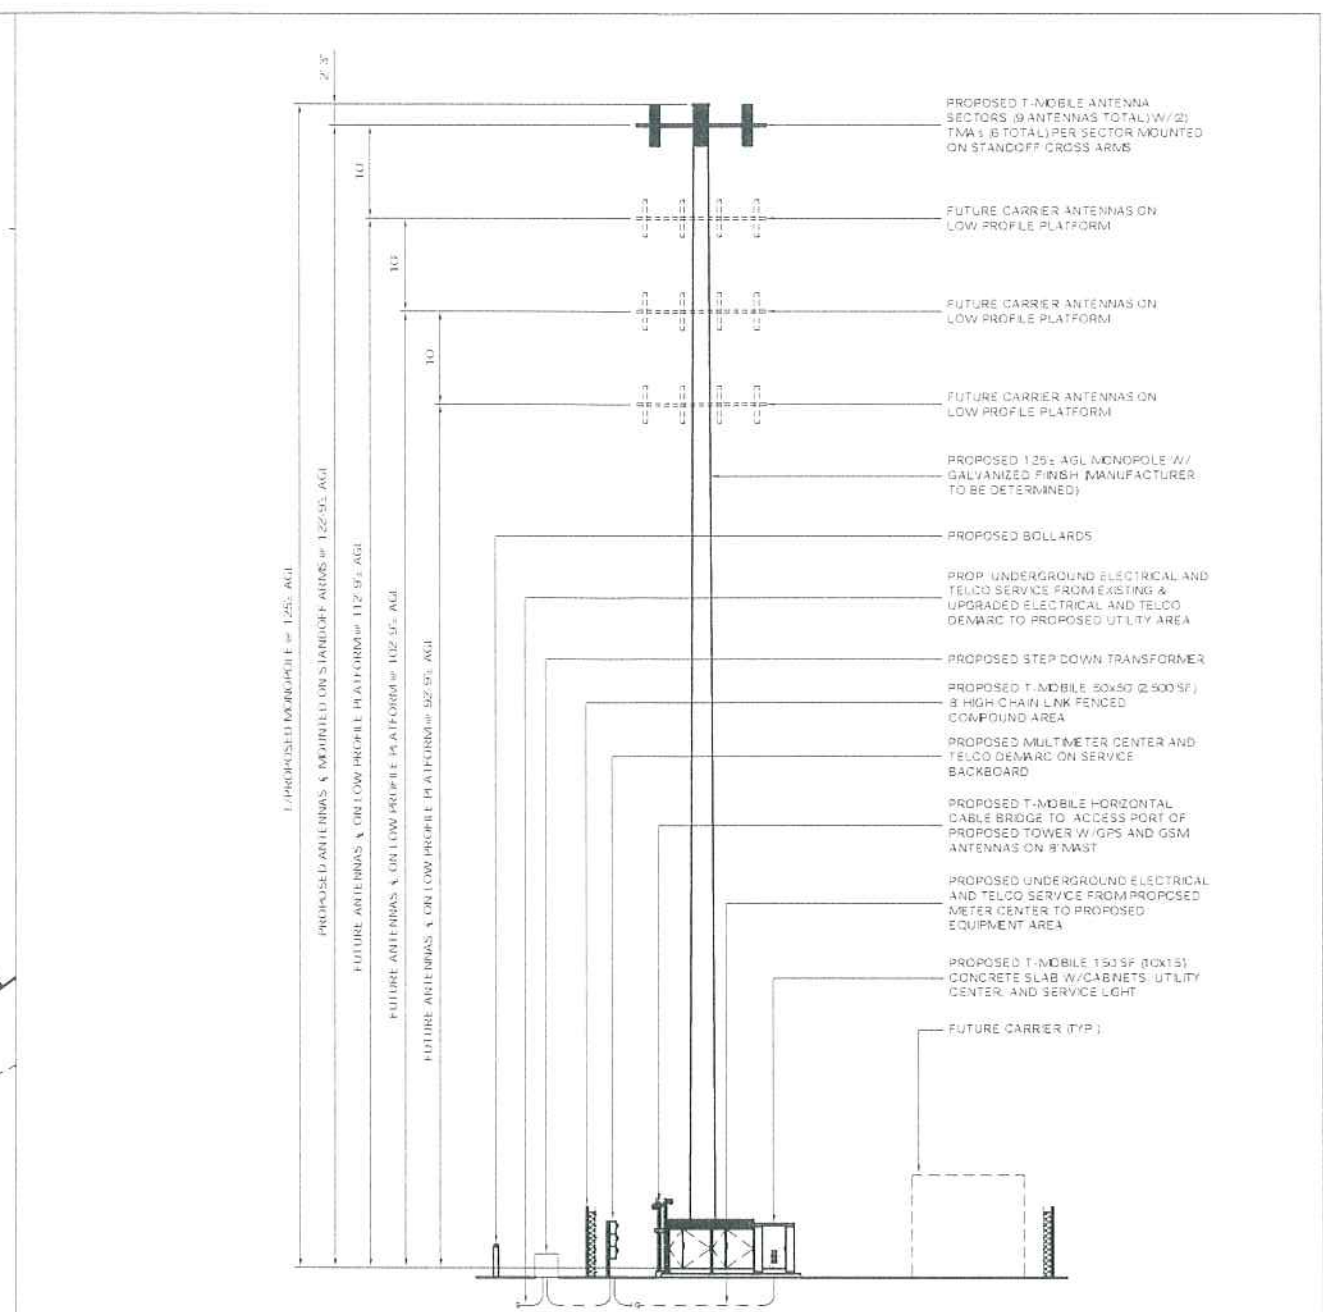 2'-3"
10'
10'
10'
T/PROPOSED MONOPOLE @ 125'± AGL
PROPOSED ANTENNAS ℄ MOUNTED ON STANDOFF ARMS @ 122'-9"± AGL
FUTURE ANTENNAS ℄ ON LOW PROFILE PLATFORM @ 112'-9"± AGL
FUTURE ANTENNAS ℄ ON LOW PROFILE PLATFORM @ 102'-9"± AGL
FUTURE ANTENNAS ℄ ON LOW PROFILE PLATFORM @ 92'-9"± AGL
PROPOSED T-MOBILE ANTENNA
SECTORS (9 ANTENNAS TOTAL) W/ (2)
TMA's (6 TOTAL) PER SECTOR MOUNTED
ON STANDOFF CROSS ARMS
FUTURE CARRIER ANTENNAS ON
LOW PROFILE PLATFORM
FUTURE CARRIER ANTENNAS ON
LOW PROFILE PLATFORM
FUTURE CARRIER ANTENNAS ON
LOW PROFILE PLATFORM
PROPOSED 125'± AGL MONOPOLE W/
GALVANIZED FINISH (MANUFACTURER
TO BE DETERMINED)
PROPOSED BOLLARDS
PROP. UNDERGROUND ELECTRICAL AND
TELCO SERVICE FROM EXISTING &
UPGRADED ELECTRICAL AND TELCO
DEMARC TO PROPOSED UTILITY AREA
PROPOSED STEP DOWN TRANSFORMER
PROPOSED T-MOBILE 50'x50' (2,500 SF)
8' HIGH CHAIN LINK FENCED
COMPOUND AREA
PROPOSED MULTIMETER CENTER AND
TELCO DEMARC ON SERVICE
BACKBOARD
PROPOSED T-MOBILE HORIZONTAL
CABLE BRIDGE TO ACCESS PORT OF
PROPOSED TOWER W/GPS AND GSM
ANTENNAS ON 8' MAST
PROPOSED UNDERGROUND ELECTRICAL
AND TELCO SERVICE FROM PROPOSED
METER CENTER TO PROPOSED
EQUIPMENT AREA
PROPOSED T-MOBILE 150 SF (10'x15')
CONCRETE SLAB W/CABINETS, UTILITY
CENTER, AND SERVICE LIGHT
FUTURE CARRIER (TYP.)